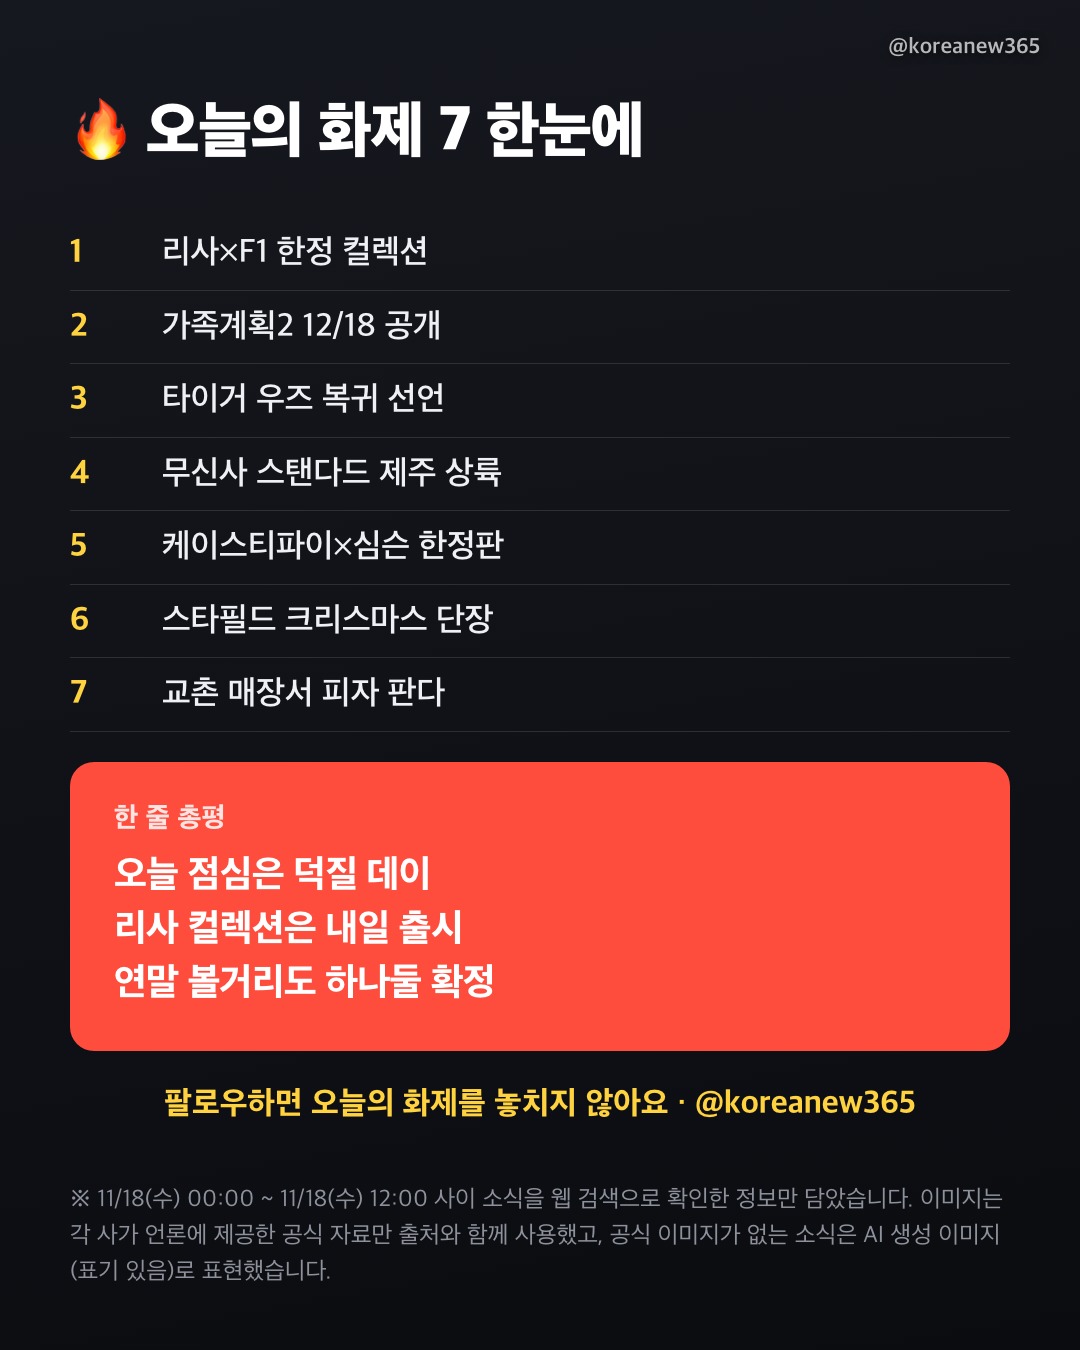 @koreanew365
🔥 오늘의 화제 7 한눈에
1 리사×F1 한정 컬렉션
2 가족계획2 12/18 공개
3 타이거 우즈 복귀 선언
4 무신사 스탠다드 제주 상륙
5 케이스티파이×심슨 한정판
6 스타필드 크리스마스 단장
7 교촌 매장서 피자 판다
한 줄 총평
오늘 점심은 덕질 데이
리사 컬렉션은 내일 출시
연말 볼거리도 하나둘 확정
팔로우하면 오늘의 화제를 놓치지 않아요 · @koreanew365
※ 11/18(수) 00:00 ~ 11/18(수) 12:00 사이 소식을 웹 검색으로 확인한 정보만 담았습니다. 이미지는
각 사가 언론에 제공한 공식 자료만 출처와 함께 사용했고, 공식 이미지가 없는 소식은 AI 생성 이미지
(표기 있음)로 표현했습니다.